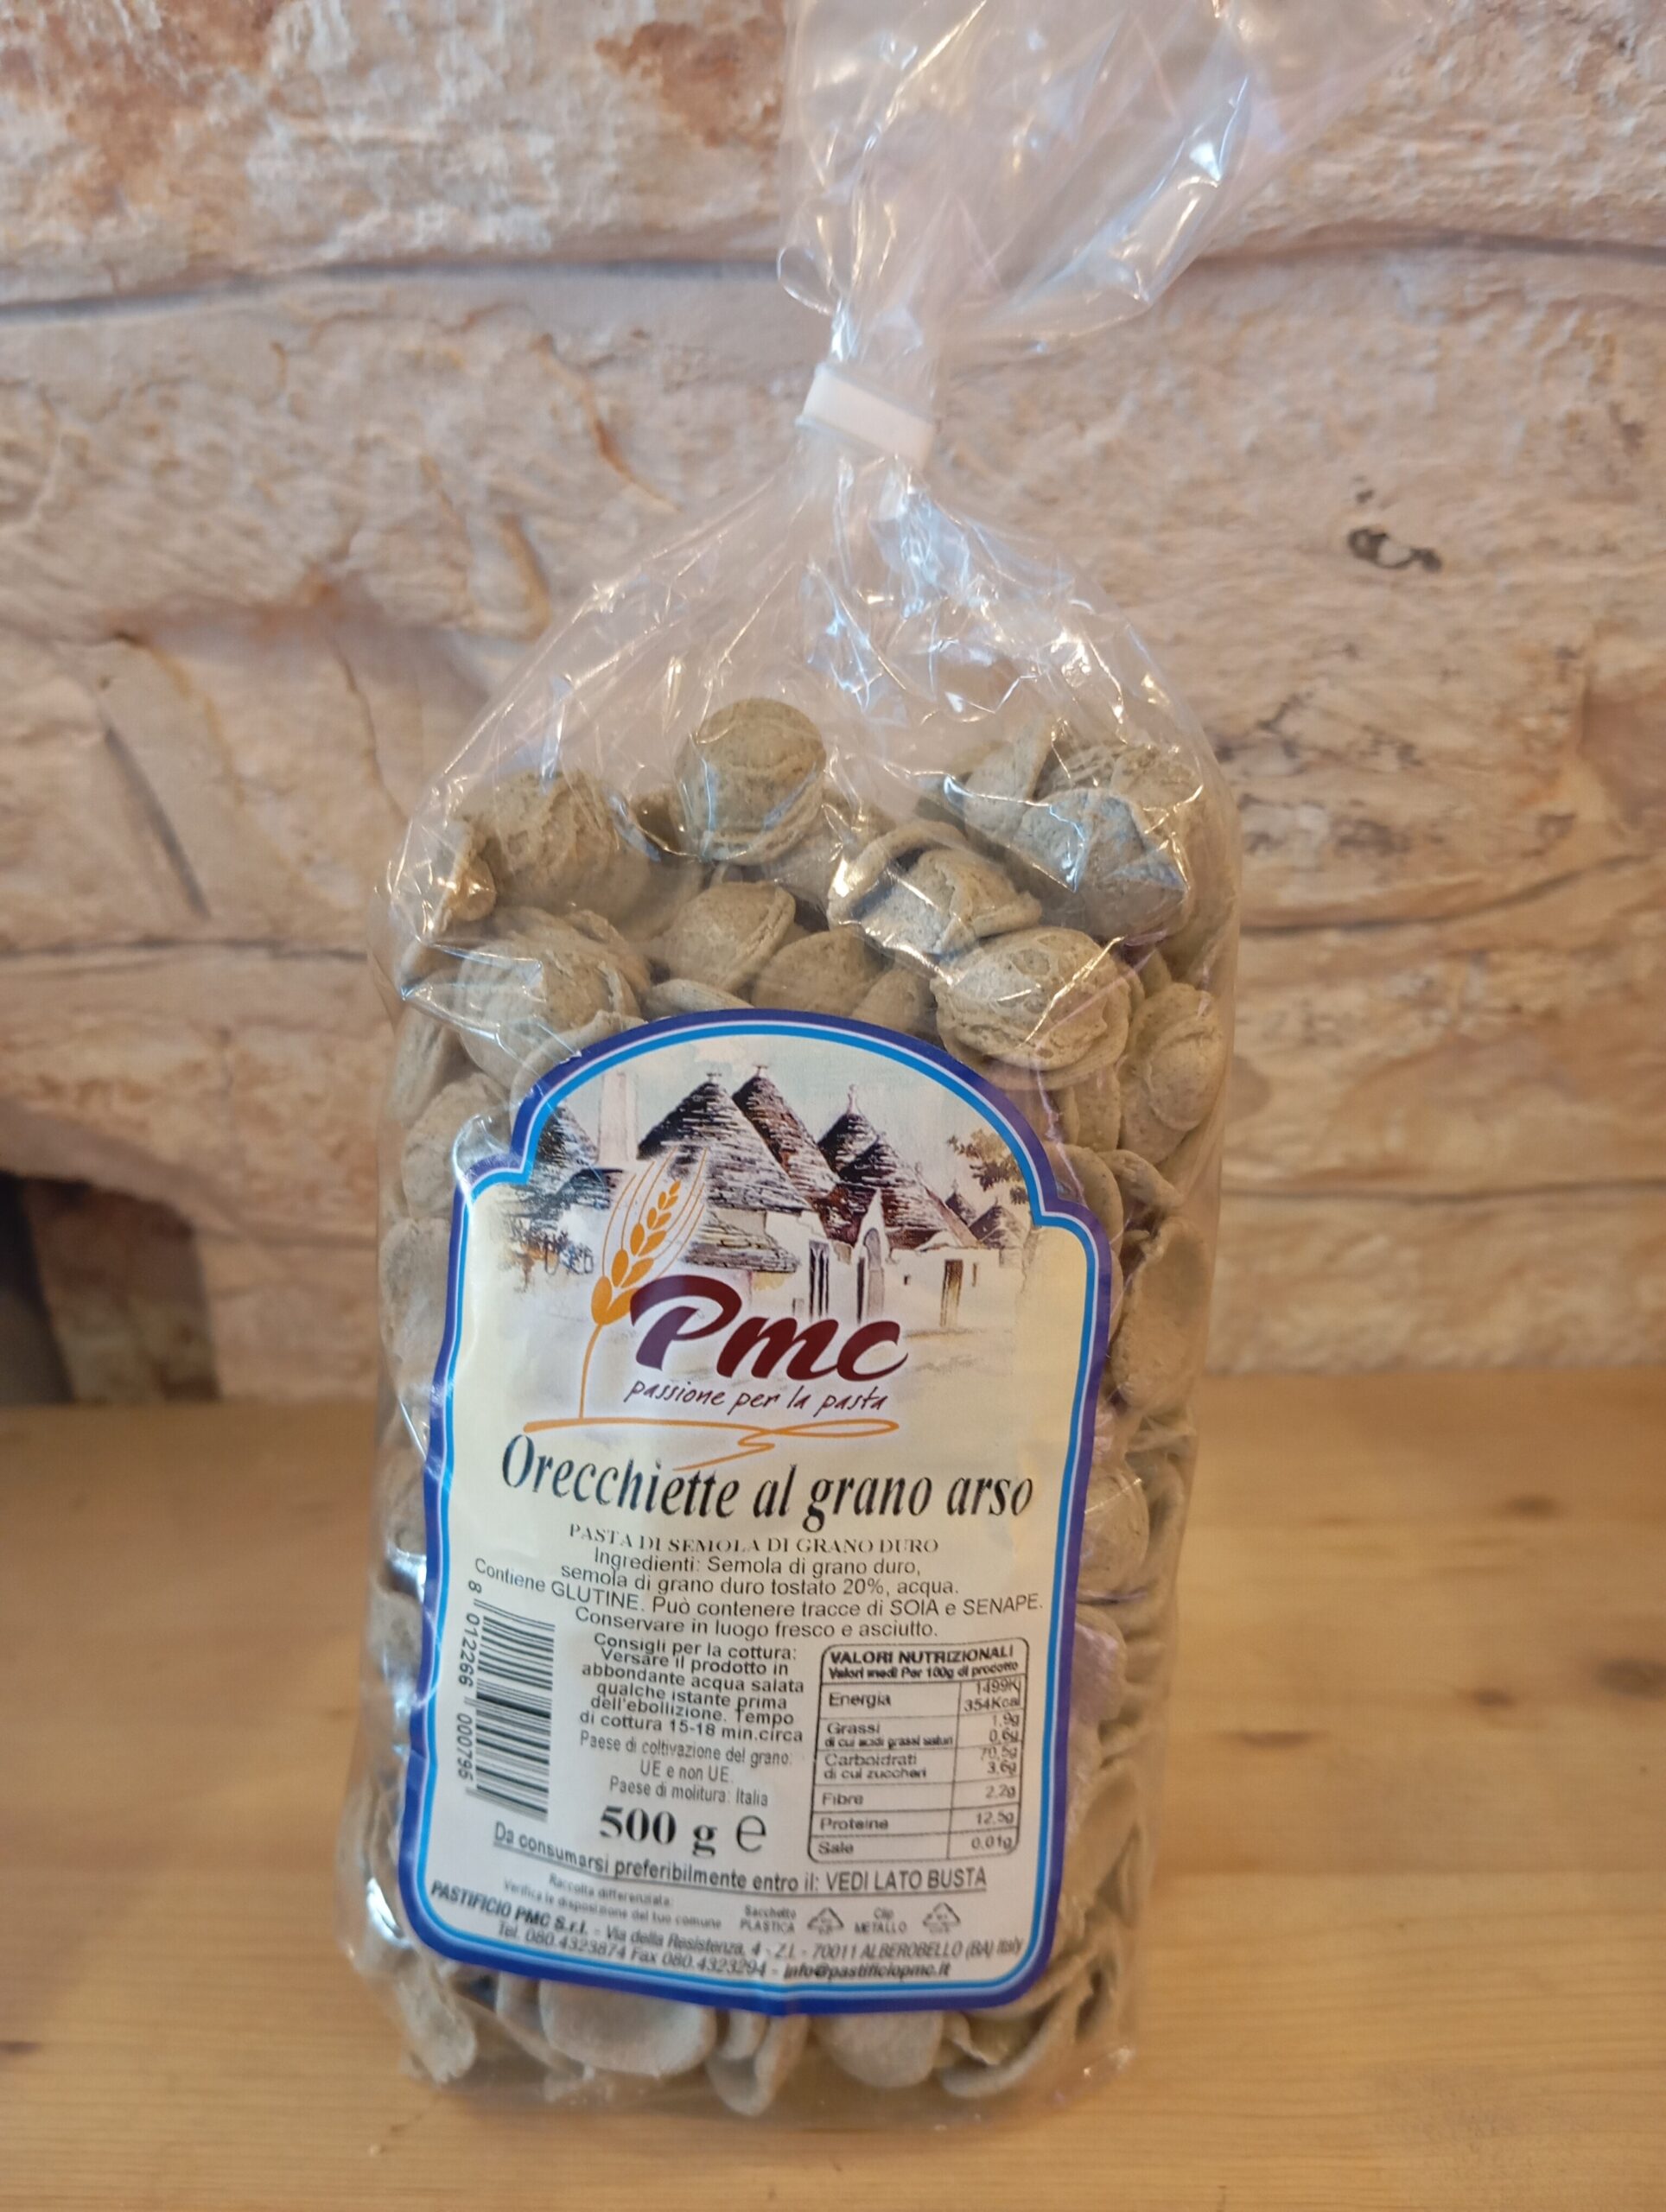 Pmc
passione per la pasta
Orecchiette al grano arso
PASTA DI SEMOLA DI GRANO DURO
Ingredienti: Semola di grano duro,
semola di grano duro tostato 20%, acqua.
Contiene GLUTINE. Può contenere tracce di SOIA e SENAPE.
Conservare in luogo fresco e asciutto.
8 012266 000795
Consigli per la cottura:
Versare il prodotto in
abbondante acqua salata
qualche istante prima
dell'ebollizione. Tempo
di cottura 15-18 min.circa
Paese di coltivazione del grano:
UE e non UE.
Paese di molitura: Italia
500 g e
VALORI NUTRIZIONALI
Valori medi Per 100g di prodotto
Energia 1499Kj
354Kcal
Grassi 1,9g
di cui acidi grassi saturi 0,6g
Carboidrati 70,5g
di cui zuccheri 3,6g
Fibre 2,2g
Proteine 12,5g
Sale 0,01g
Da consumarsi preferibilmente entro il: VEDI LATO BUSTA
Raccolta differenziata:
Verifica le disposizione del tuo comune
Sacchetto
PLASTICA
Clip
METALLO
PASTIFICIO PMC S.r.l. - Via della Resistenza, 4 - Z.I. - 70011 ALBEROBELLO (BA) Italy
Tel. 080.4323874 Fax 080.4323294 - info@pastificiopmc.it